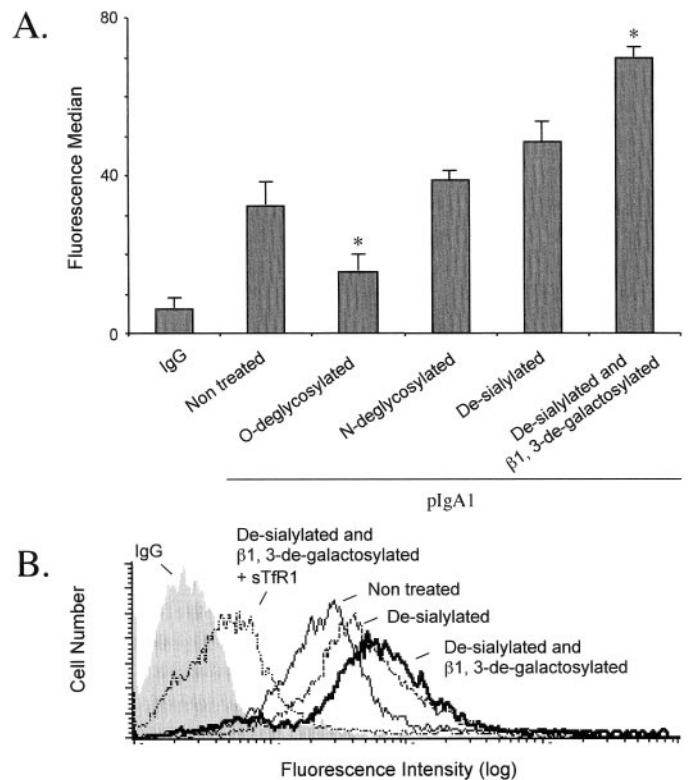 A.
80
40
0
Fluorescence Median
*
*
IgG
Non treated
O-deglycosylated
N-deglycosylated
De-sialylated
De-sialylated and
β1, 3-de-galactosylated
pIgA1
B.
IgG
De-sialylated and
β1, 3-de-galactosylated
+ sTfR1
Non treated
De-sialylated
De-sialylated and
β1, 3-de-galactosylated
Cell Number
Fluorescence Intensity (log)